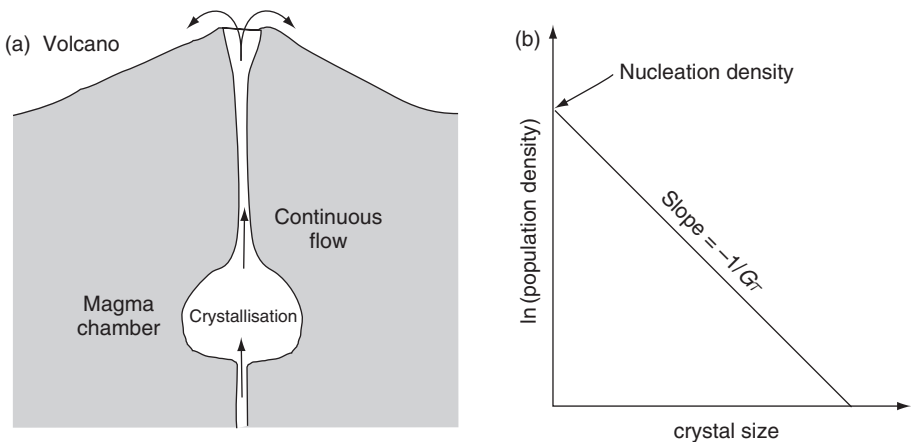 (a) Volcano
Continuous
flow
Magma
chamber
Crystallisation
(b)
Nucleation density
ln (population density)
Slope = –1/Gτ
crystal size